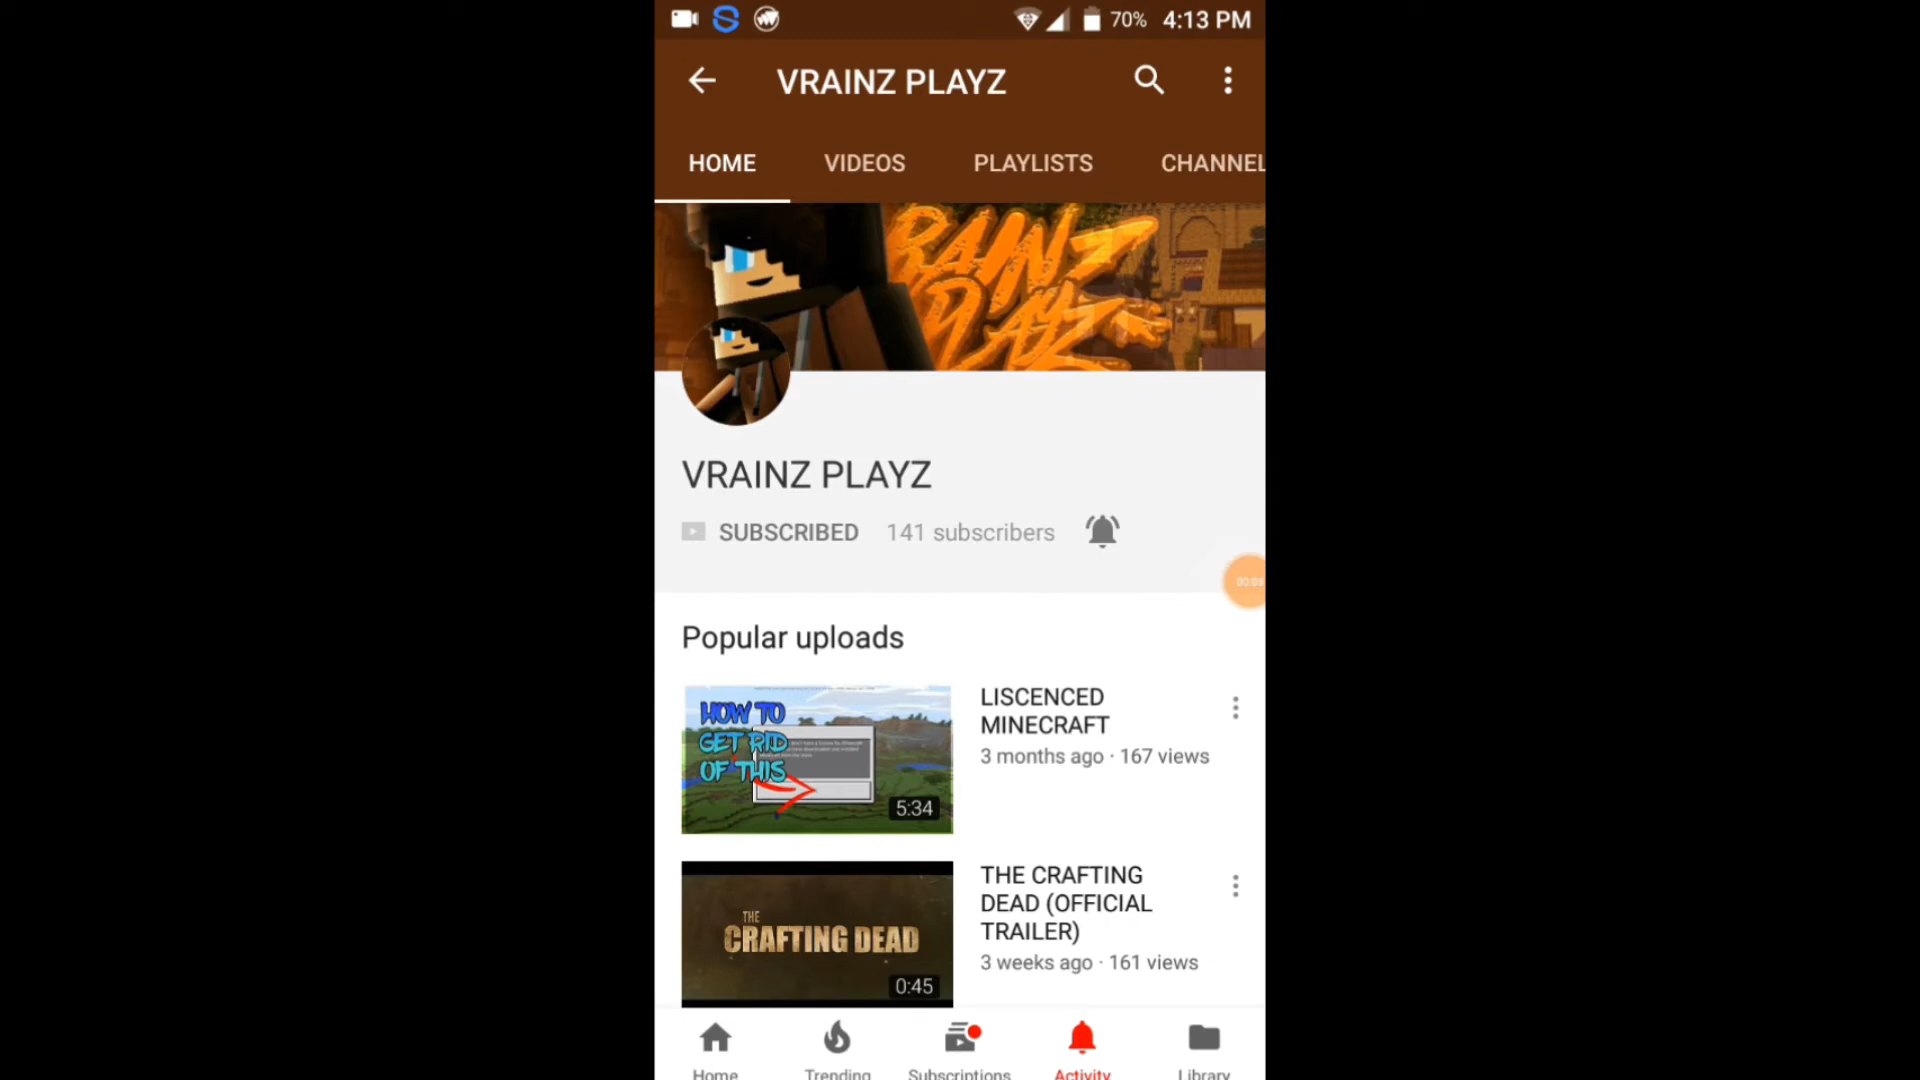 70% 4:13 PM
VRAINZ PLAYZ
HOME VIDEOS PLAYLISTS CHANNEL
RAINZ
PLAYZ
VRAINZ PLAYZ
SUBSCRIBED 141 subscribers
Popular uploads
HOW TO
GET RID
OF THIS
5:34
LISCENCED
MINECRAFT
3 months ago · 167 views
THE
CRAFTING DEAD
0:45
THE CRAFTING
DEAD (OFFICIAL
TRAILER)
3 weeks ago · 161 views
Home Trending Subscriptions Activity Library